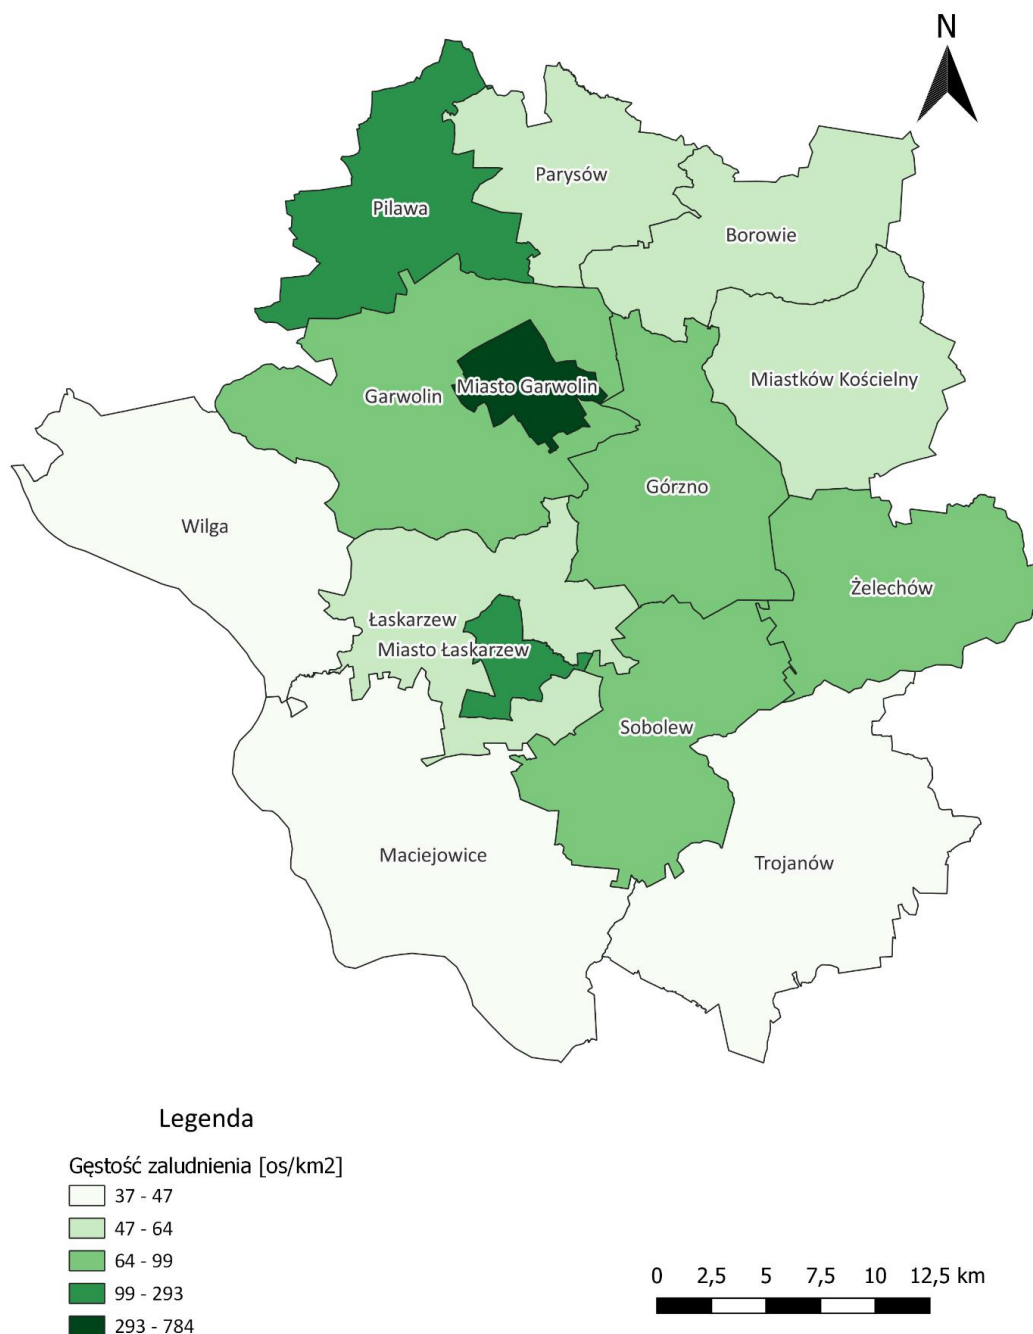 N
Parysów
Pilawa
Borowie
Miastków Kościelny
Miasto Garwolin
Garwolin
Górzno
Wilga
Żelechów
Łaskarzew
Miasto Łaskarzew
Sobolew
Maciejowice
Trojanów
Legenda
Gęstość zaludnienia [os/km2]
37 - 47
47 - 64
64 - 99
99 - 293
293 - 784
0 2,5 5 7,5 10 12,5 km